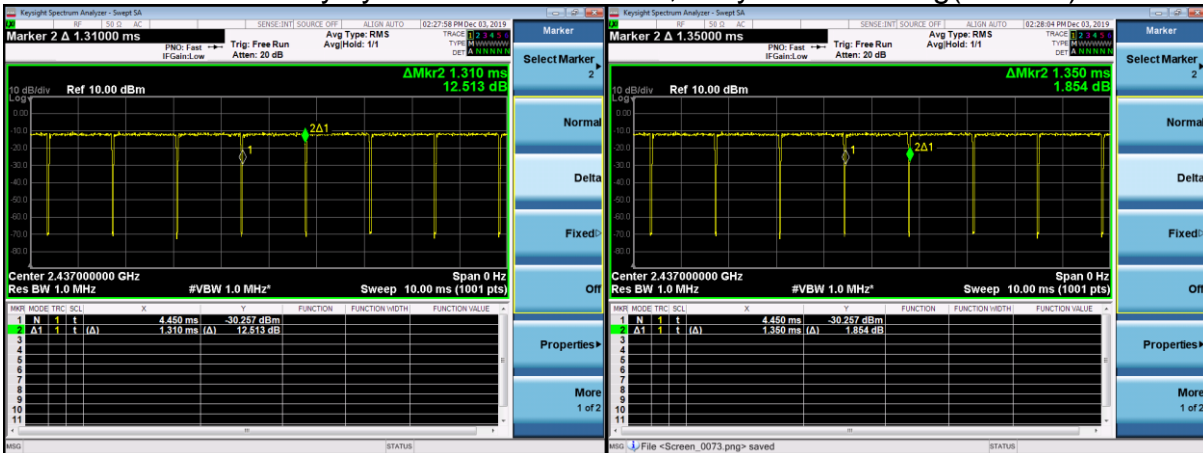 Keysight Spectrum Analyzer - Swept SA
RF 50 Ω AC SENSE:INT SOURCE OFF ALIGN AUTO 02:27:58 PM Dec 03, 2019
Marker 2 Δ 1.31000 ms
PNO: Fast
IFGain:Low
Trig: Free Run
Atten: 20 dB
Avg Type: RMS
Avg|Hold: 1/1
TRACE 1 2 3 4 5 6
TYPE M WWWWW
DET A N N N N N
ΔMkr2 1.310 ms
12.513 dB
10 dB/div Ref 10.00 dBm
Log
0.00
-10.0
-20.0
-30.0
-40.0
-50.0
-60.0
-70.0
-80.0
1
2Δ1
Center 2.437000000 GHz Span 0 Hz
Res BW 1.0 MHz #VBW 1.0 MHz* Sweep 10.00 ms (1001 pts)
MKR MODE TRC SCL X Y FUNCTION FUNCTION WIDTH FUNCTION VALUE
1 N 1 t 4.450 ms -30.257 dBm
2 Δ1 1 t (Δ) 1.310 ms (Δ) 12.513 dB
3
4
5
6
7
8
9
10
11
MSG STATUS
Marker
Select Marker
2
Normal
Delta
Fixed
Off
Properties
More
1 of 2
Keysight Spectrum Analyzer - Swept SA
RF 50 Ω AC SENSE:INT SOURCE OFF ALIGN AUTO 02:28:04 PM Dec 03, 2019
Marker 2 Δ 1.35000 ms
PNO: Fast
IFGain:Low
Trig: Free Run
Atten: 20 dB
Avg Type: RMS
Avg|Hold: 1/1
TRACE 1 2 3 4 5 6
TYPE M WWWWW
DET A N N N N N
ΔMkr2 1.350 ms
1.854 dB
10 dB/div Ref 10.00 dBm
Log
0.00
-10.0
-20.0
-30.0
-40.0
-50.0
-60.0
-70.0
-80.0
1
2Δ1
Center 2.437000000 GHz Span 0 Hz
Res BW 1.0 MHz #VBW 1.0 MHz* Sweep 10.00 ms (1001 pts)
MKR MODE TRC SCL X Y FUNCTION FUNCTION WIDTH FUNCTION VALUE
1 N 1 t 4.450 ms -30.257 dBm
2 Δ1 1 t (Δ) 1.350 ms (Δ) 1.854 dB
3
4
5
6
7
8
9
10
11
MSG File <Screen_0073.png> saved STATUS
Marker
Select Marker
2
Normal
Delta
Fixed
Off
Properties
More
1 of 2